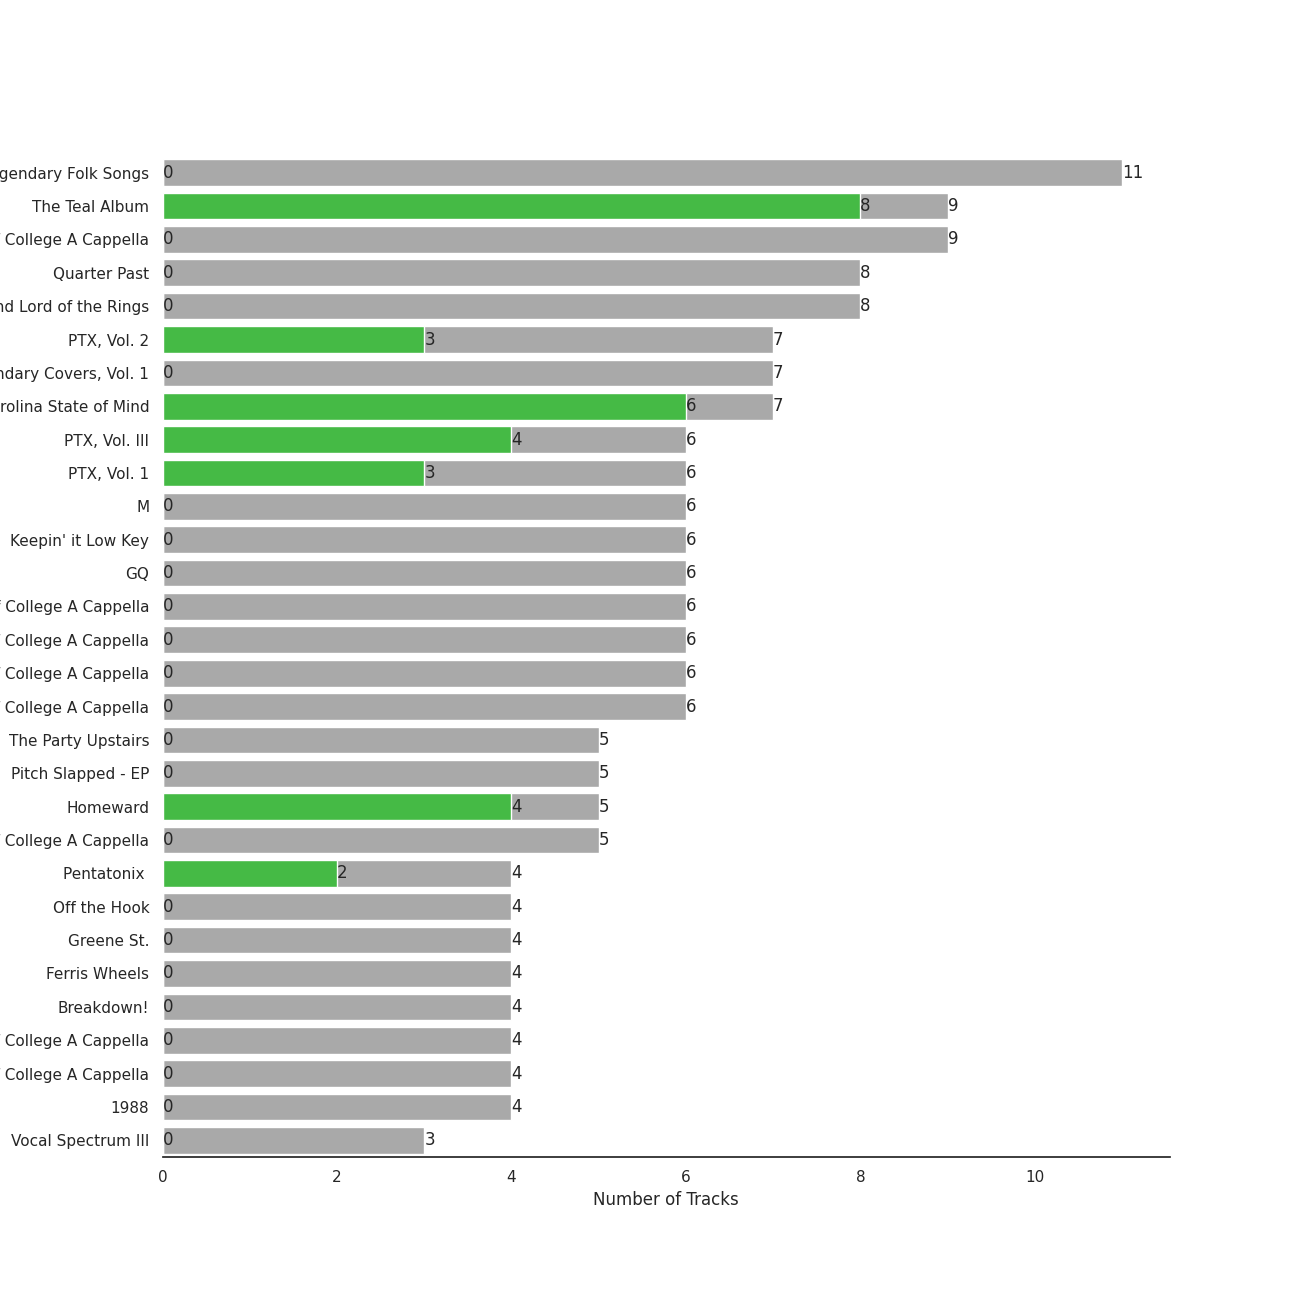 Folk Songs 0 11
The Teal Album 8 9
College A Cappella 0 9
Quarter Past 0 8
Lord of the Rings 0 8
PTX, Vol. 2 3 7
Covers, Vol. 1 0 7
State of Mind 6 7
PTX, Vol. III 4 6
PTX, Vol. 1 3 6
M 0 6
Keepin' it Low Key 0 6
GQ 0 6
College A Cappella 0 6
College A Cappella 0 6
College A Cappella 0 6
College A Cappella 0 6
The Party Upstairs 0 5
Pitch Slapped - EP 0 5
Homeward 4 5
College A Cappella 0 5
Pentatonix 2 4
Off the Hook 0 4
Greene St. 0 4
Ferris Wheels 0 4
Breakdown! 0 4
College A Cappella 0 4
College A Cappella 0 4
1988 0 4
Vocal Spectrum III 0 3
0 2 4 6 8 10
Number of Tracks